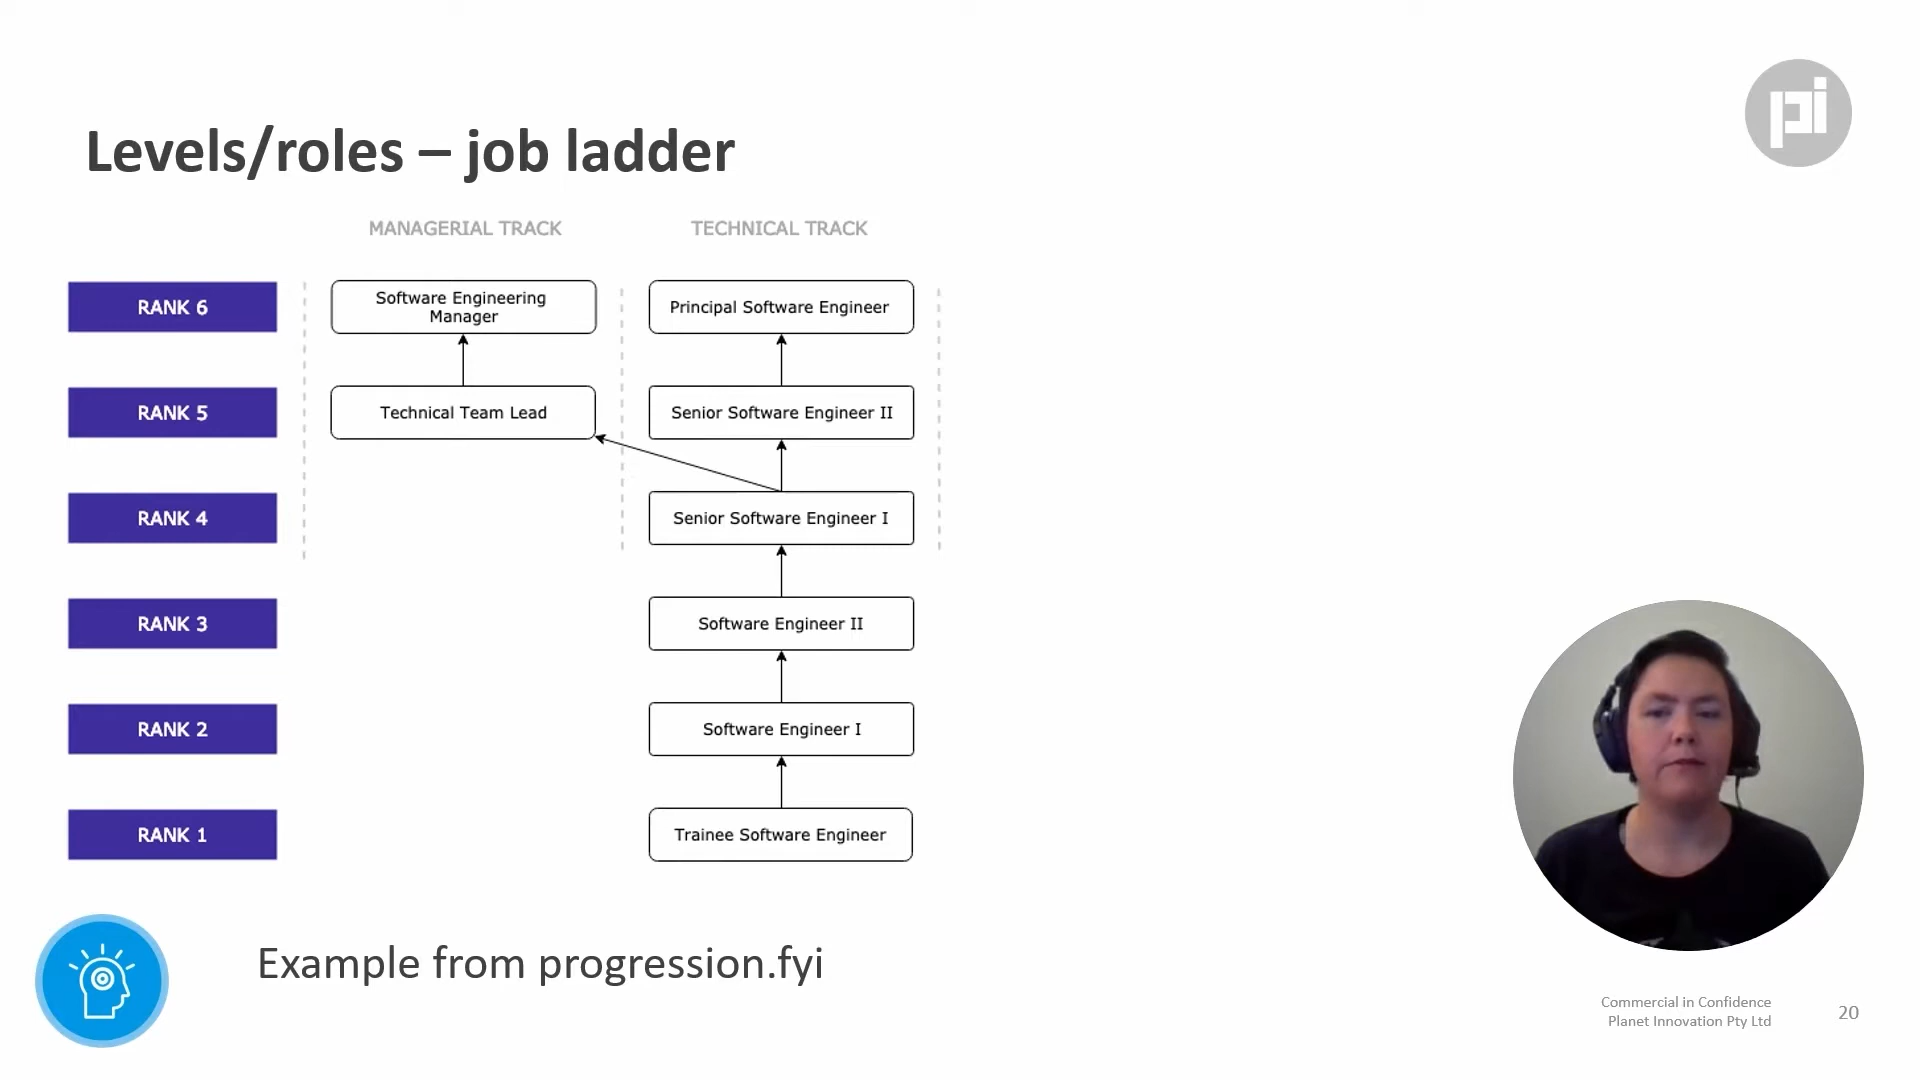 pi
Levels/roles – job ladder
MANAGERIAL TRACK
TECHNICAL TRACK
RANK 6
Software Engineering
Manager
Principal Software Engineer
RANK 5
Technical Team Lead
Senior Software Engineer II
RANK 4
Senior Software Engineer I
RANK 3
Software Engineer II
RANK 2
Software Engineer I
RANK 1
Trainee Software Engineer
Example from progression.fyi
Commercial in Confidence
Planet Innovation Pty Ltd
20